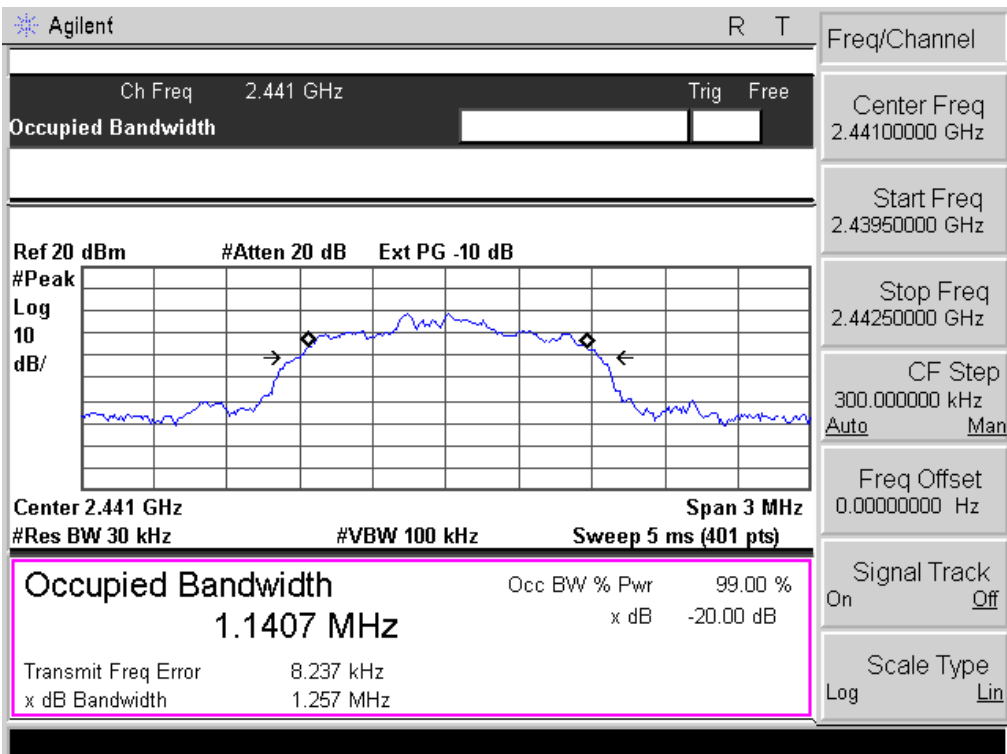 Agilent R T
Ch Freq 2.441 GHz Trig Free
Occupied Bandwidth
Ref 20 dBm #Atten 20 dB Ext PG -10 dB
#Peak
Log
10
dB/
Center 2.441 GHz Span 3 MHz
#Res BW 30 kHz #VBW 100 kHz Sweep 5 ms (401 pts)
Occupied Bandwidth Occ BW % Pwr 99.00 %
1.1407 MHz x dB -20.00 dB
Transmit Freq Error 8.237 kHz
x dB Bandwidth 1.257 MHz
Freq/Channel
Center Freq
2.44100000 GHz
Start Freq
2.43950000 GHz
Stop Freq
2.44250000 GHz
CF Step
300.000000 kHz
Auto Man
Freq Offset
0.00000000 Hz
Signal Track
On Off
Scale Type
Log Lin